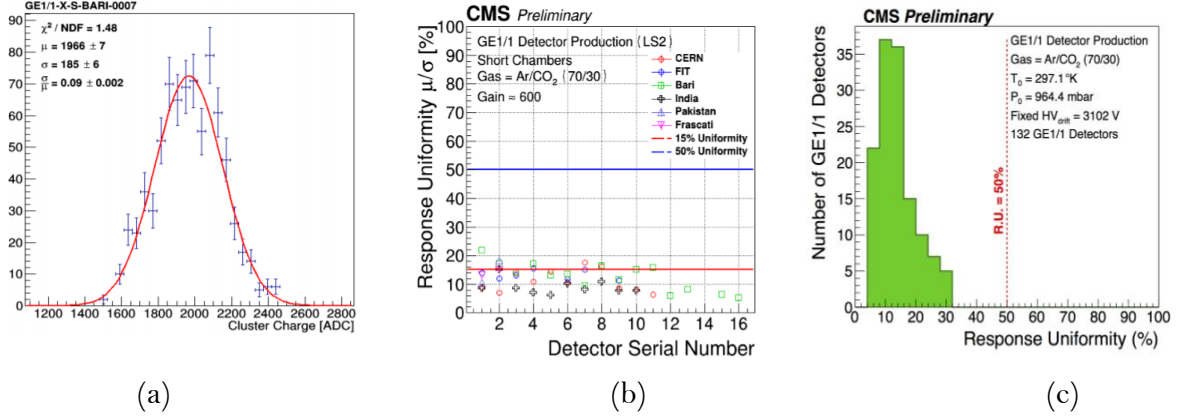 GE1/1-X-S-BARI-0007
χ² / NDF = 1.48
μ = 1966 ± 7
σ = 185 ± 6
σ/μ = 0.09 ± 0.002
90
80
70
60
50
40
30
20
10
0
1200 1400 1600 1800 2000 2200 2400 2600 2800
Cluster Charge [ADC]
(a)
CMS Preliminary
Response Uniformity μ/σ [%]
100
90
80
70
60
50
40
30
20
10
0
GE1/1 Detector Production (LS2)
Short Chambers
Gas = Ar/CO₂ (70/30)
Gain ≈ 600
CERN
FIT
Bari
India
Pakistan
Frascati
15% Uniformity
50% Uniformity
0 2 4 6 8 10 12 14 16
Detector Serial Number
(b)
CMS Preliminary
Number of GE1/1 Detectors
35
30
25
20
15
10
5
0
GE1/1 Detector Production
Gas = Ar/CO₂ (70/30)
T₀ = 297.1 °K
P₀ = 964.4 mbar
Fixed HV_drift = 3102 V
132 GE1/1 Detectors
R.U. = 50%
0 10 20 30 40 50 60 70 80 90 100
Response Uniformity (%)
(c)